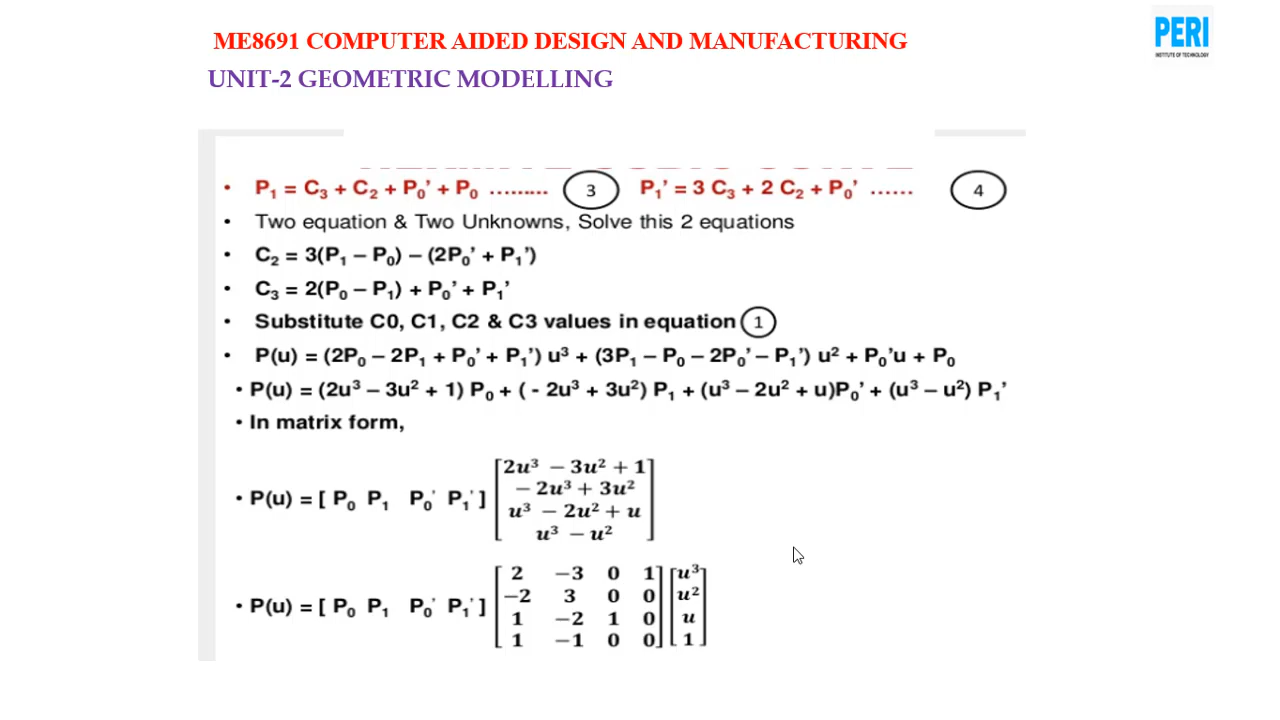 ME8691 COMPUTER AIDED DESIGN AND MANUFACTURING
PERI
INSTITUTE OF TECHNOLOGY
UNIT-2 GEOMETRIC MODELLING
• P₁ = C₃ + C₂ + P₀’ + P₀ ......... 3 P₁’ = 3 C₃ + 2 C₂ + P₀’ ...... 4
• Two equation & Two Unknowns, Solve this 2 equations
• C₂ = 3(P₁ – P₀) – (2P₀’ + P₁’)
• C₃ = 2(P₀ – P₁) + P₀’ + P₁’
• Substitute C0, C1, C2 & C3 values in equation 1
• P(u) = (2P₀ – 2P₁ + P₀’ + P₁’) u³ + (3P₁ – P₀ – 2P₀’ – P₁’) u² + P₀’u + P₀
• P(u) = (2u³ – 3u² + 1) P₀ + ( - 2u³ + 3u²) P₁ + (u³ – 2u² + u)P₀’ + (u³ – u²) P₁’
• In matrix form,
• P(u) = [ P₀ P₁ P₀’ P₁’ ]
[2u³ – 3u² + 1]
– 2u³ + 3u²
u³ – 2u² + u
u³ – u²
• P(u) = [ P₀ P₁ P₀’ P₁’ ]
2 −3 0 1 u³
−2 3 0 0 u²
1 −2 1 0 u
1 −1 0 0 1